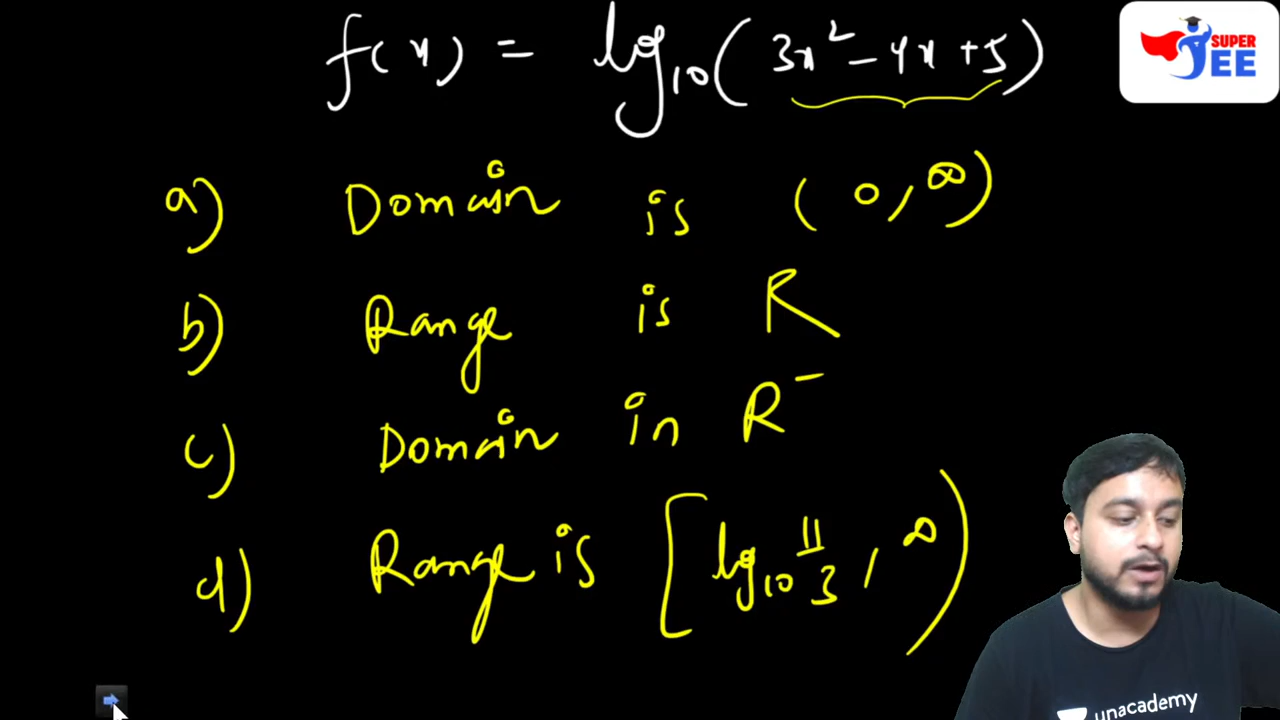 f(x) = log₁₀(3x² - 4x + 5)
SUPER
JEE
a) Domain is (0, ∞)
b) Range is R
c) Domain in R⁻
d) Range is [log₁₀ 11/3, ∞)
unacademy